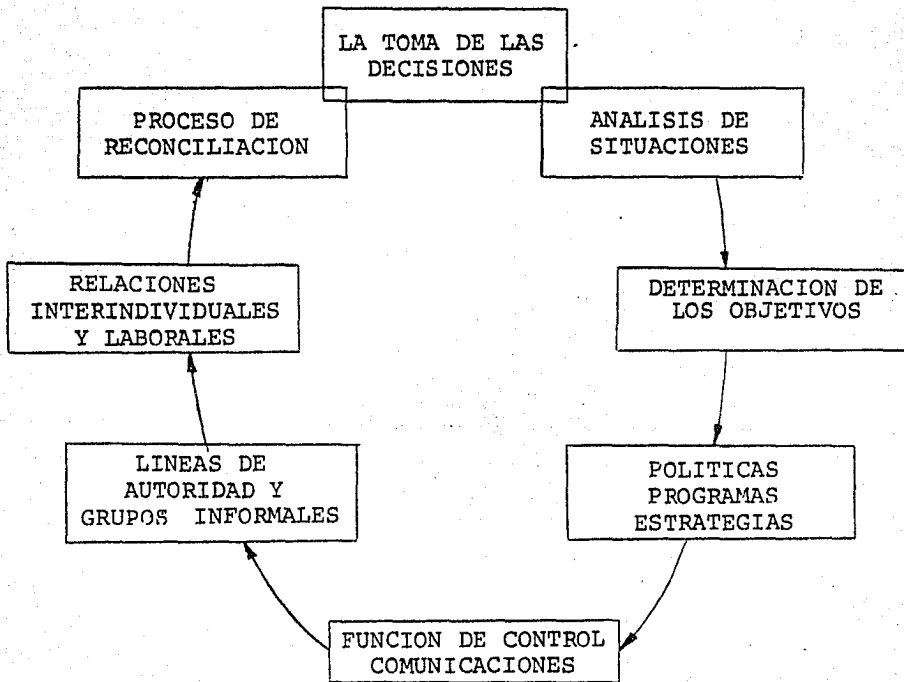 LA TOMA DE LAS
DECISIONES
PROCESO DE
RECONCILIACION
ANALISIS DE
SITUACIONES
RELACIONES
INTERINDIVIDUALES
Y LABORALES
DETERMINACION DE
LOS OBJETIVOS
LINEAS DE
AUTORIDAD Y
GRUPOS INFORMALES
POLITICAS
PROGRAMAS
ESTRATEGIAS
FUNCION DE CONTROL
COMUNICACIONES